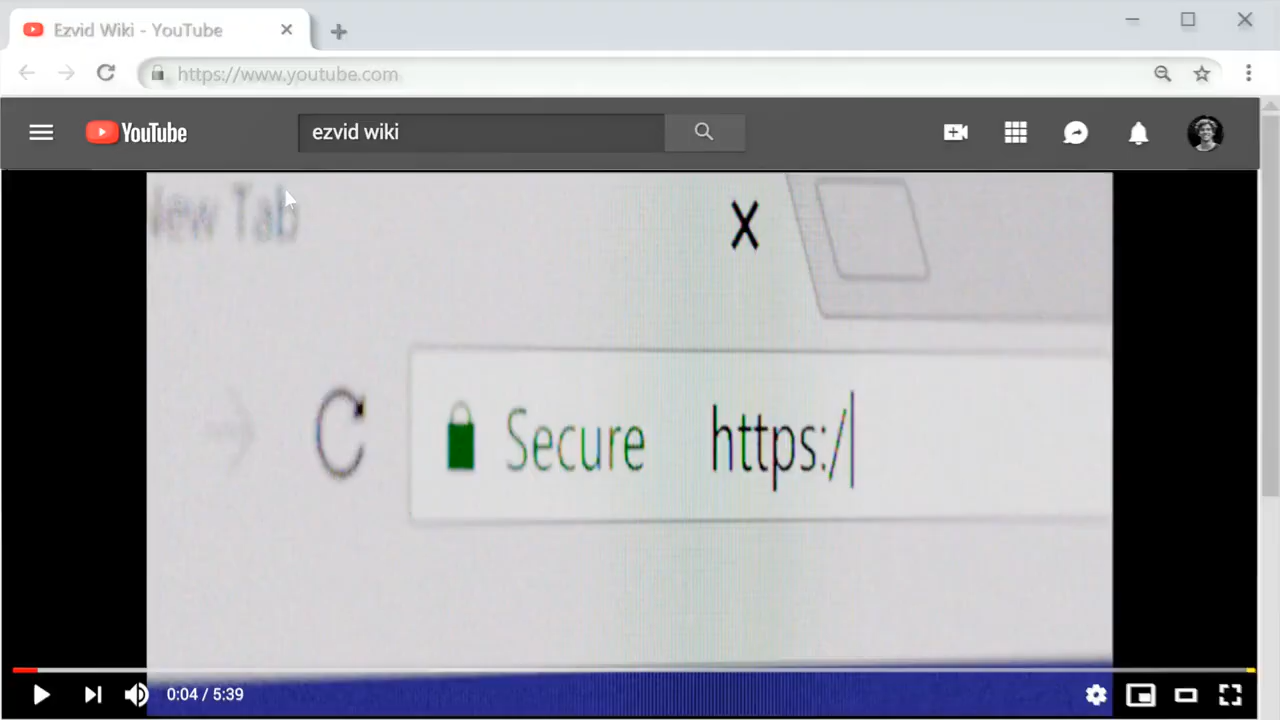 Ezvid Wiki - YouTube
https://www.youtube.com
YouTube
ezvid wiki
New Tab
X
Secure https:/
0:04 / 5:39